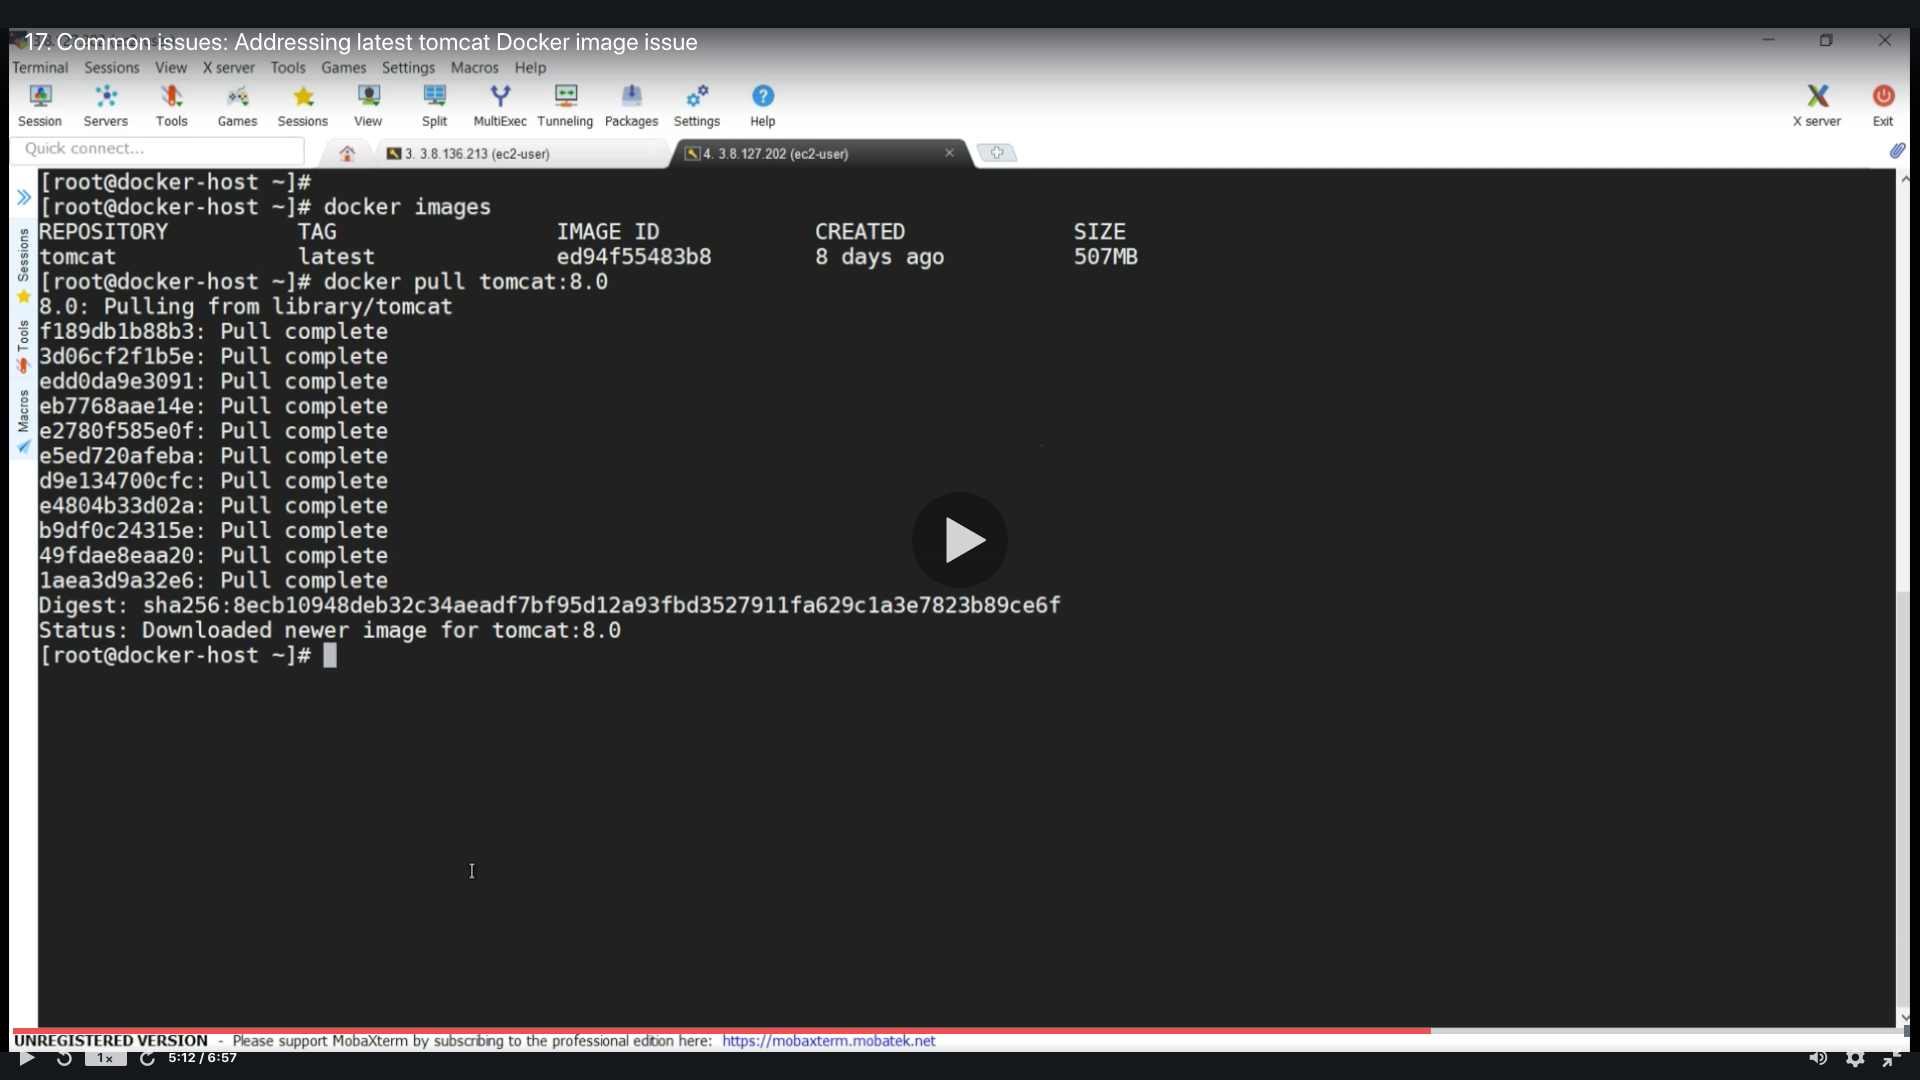 17. Common issues: Addressing latest tomcat Docker image issue
Terminal Sessions View X server Tools Games Settings Macros Help
Session Servers Tools Games Sessions View Split MultiExec Tunneling Packages Settings Help X server Exit
Quick connect... 3. 3.8.136.213 (ec2-user) 4. 3.8.127.202 (ec2-user)
Sessions
Tools
Macros
[root@docker-host ~]#
[root@docker-host ~]# docker images
REPOSITORY TAG IMAGE ID CREATED SIZE
tomcat latest ed94f55483b8 8 days ago 507MB
[root@docker-host ~]# docker pull tomcat:8.0
8.0: Pulling from library/tomcat
f189db1b88b3: Pull complete
3d06cf2f1b5e: Pull complete
edd0da9e3091: Pull complete
eb7768aae14e: Pull complete
e2780f585e0f: Pull complete
e5ed720afeba: Pull complete
d9e134700cfc: Pull complete
e4804b33d02a: Pull complete
b9df0c24315e: Pull complete
49fdae8eaa20: Pull complete
1aea3d9a32e6: Pull complete
Digest: sha256:8ecb10948deb32c34aeadf7bf95d12a93fbd3527911fa629c1a3e7823b89ce6f
Status: Downloaded newer image for tomcat:8.0
[root@docker-host ~]#
UNREGISTERED VERSION - Please support MobaXterm by subscribing to the professional edition here: https://mobaxterm.mobatek.net
1x 5:12 / 6:57